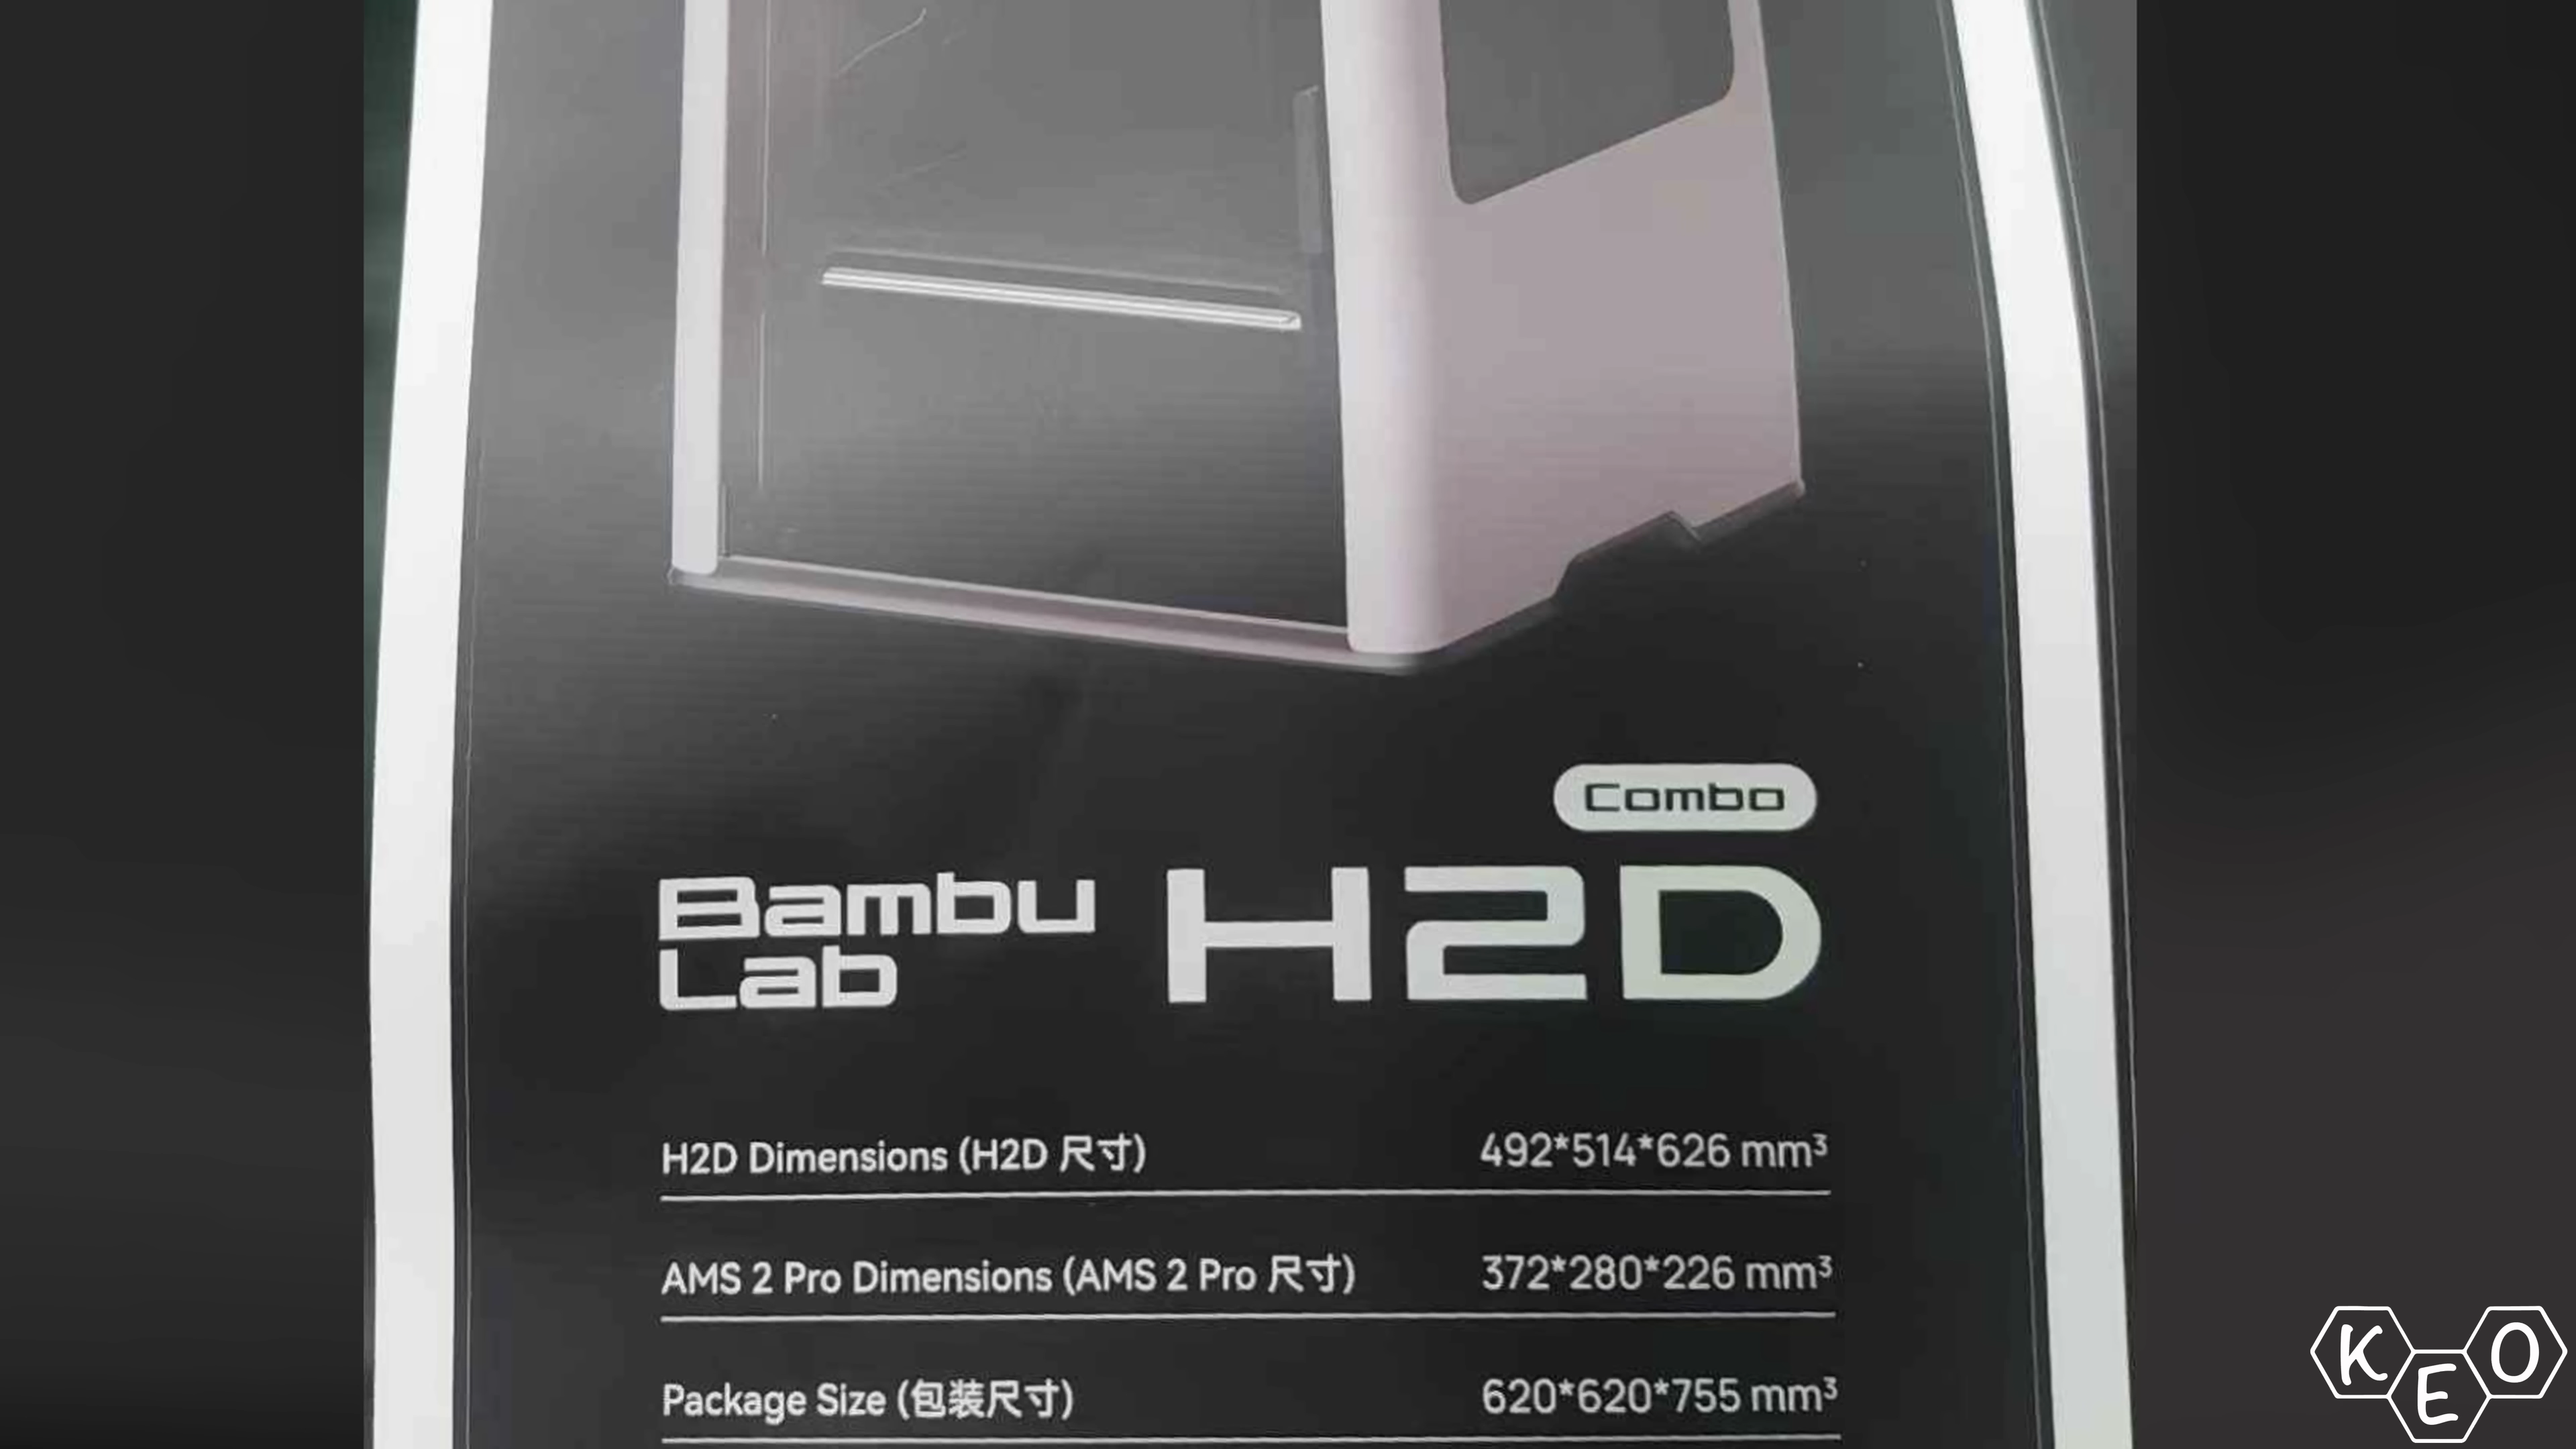 Combo
Bambu
Lab
H2D
H2D Dimensions (H2D 尺寸) 492*514*626 mm³
AMS 2 Pro Dimensions (AMS 2 Pro 尺寸) 372*280*226 mm³
Package Size (包装尺寸) 620*620*755 mm³
KEO